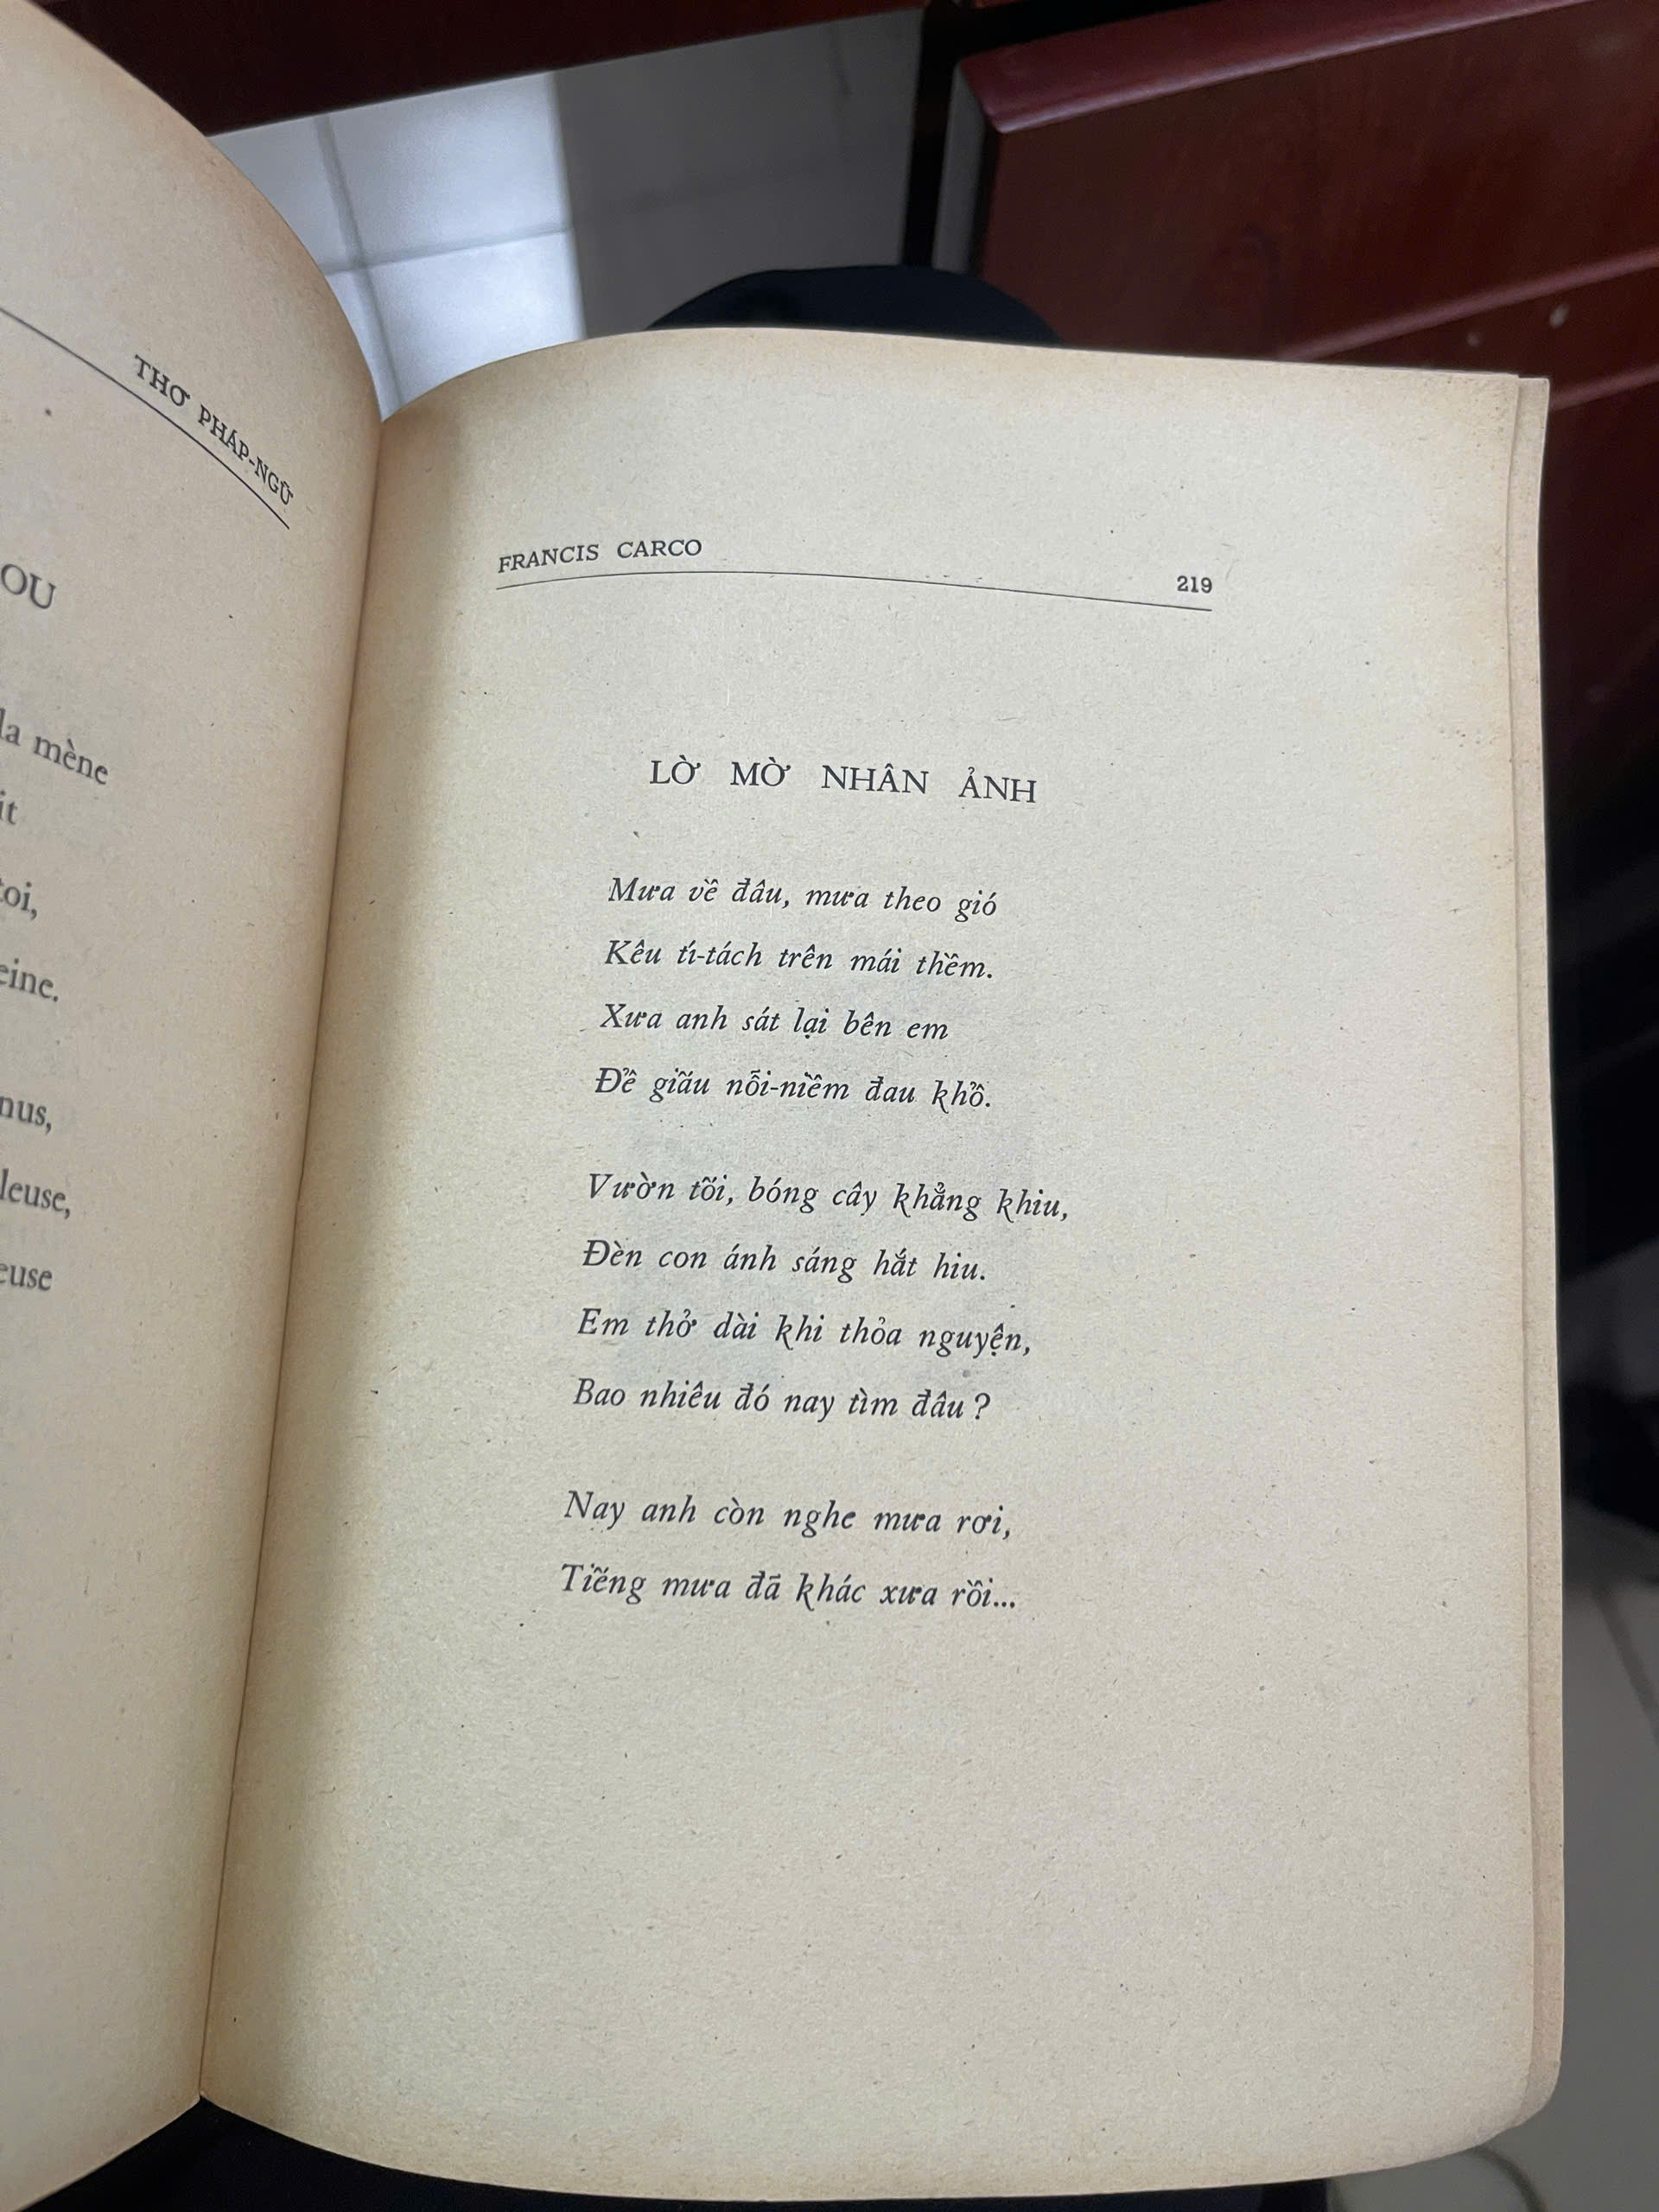 THƠ PHÁP-NGỮ
OU
la mène
it
toi,
eine.
nus,
leuse,
euse
FRANCIS CARCO
219
LỜ MỜ NHÂN ẢNH
Mưa về đâu, mưa theo gió
Kêu tí-tách trên mái thềm.
Xưa anh sát lại bên em
Để giấu nỗi-niềm đau khổ.
Vườn tối, bóng cây khẳng khiu,
Đèn con ánh sáng hắt hiu.
Em thở dài khi thỏa nguyện,
Bao nhiêu đó nay tìm đâu ?
Nay anh còn nghe mưa rơi,
Tiếng mưa đã khác xưa rồi...